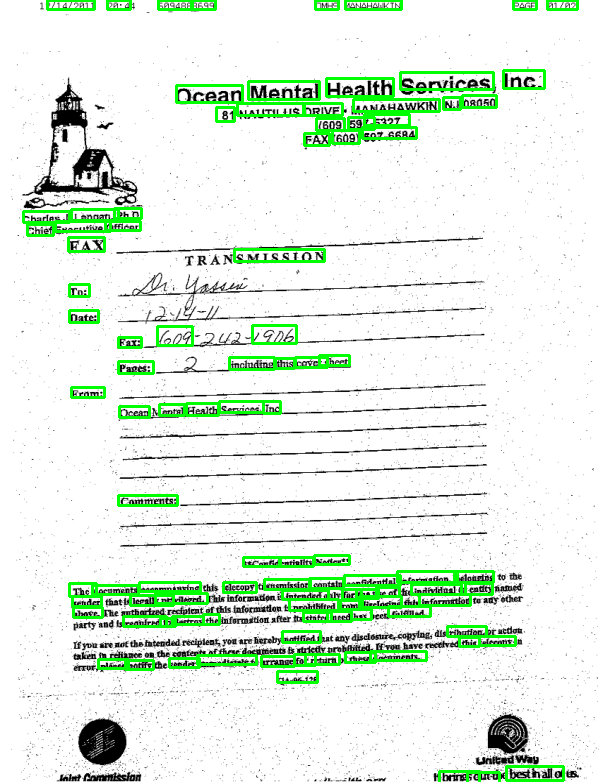 12/14/2011 20:44 6094888699 OMHS MANAHAWKIN PAGE 01/02
Ocean Mental Health Services, Inc.
81 NAUTILUS DRIVE • MANAHAWKIN N.J 08050
(609) 597-5327
FAX (609) 597-6684
Charles J. Langan, Ph.D.
Chief Executive Officer
FAX
TRANSMISSION
To: Dr. Yassin
Date: 12-14-11
Fax: 609-242-1906
Pages: 2 including this cover sheet
From:
Ocean Mental Health Services, Inc
Comments:
**Confidentiality Notice**
The documents accompanying this telecopy transmission contain confidential information, belonging to the
sender that is legally privileged. This information is intended only for the use of the individual or entity named
above. The authorized recipient of this information is prohibited from disclosing this information to any other
party and is required to destroy the information after its stated need has been fulfilled.
If you are not the intended recipient, you are hereby notified that any disclosure, copying, distribution, or action
taken in reliance on the contents of these documents is strictly prohibited. If you have received this telecopy in
error, please notify the sender immediately to arrange for return of these documents.
Joint Commission
United Way
It brings out the best in all of us.